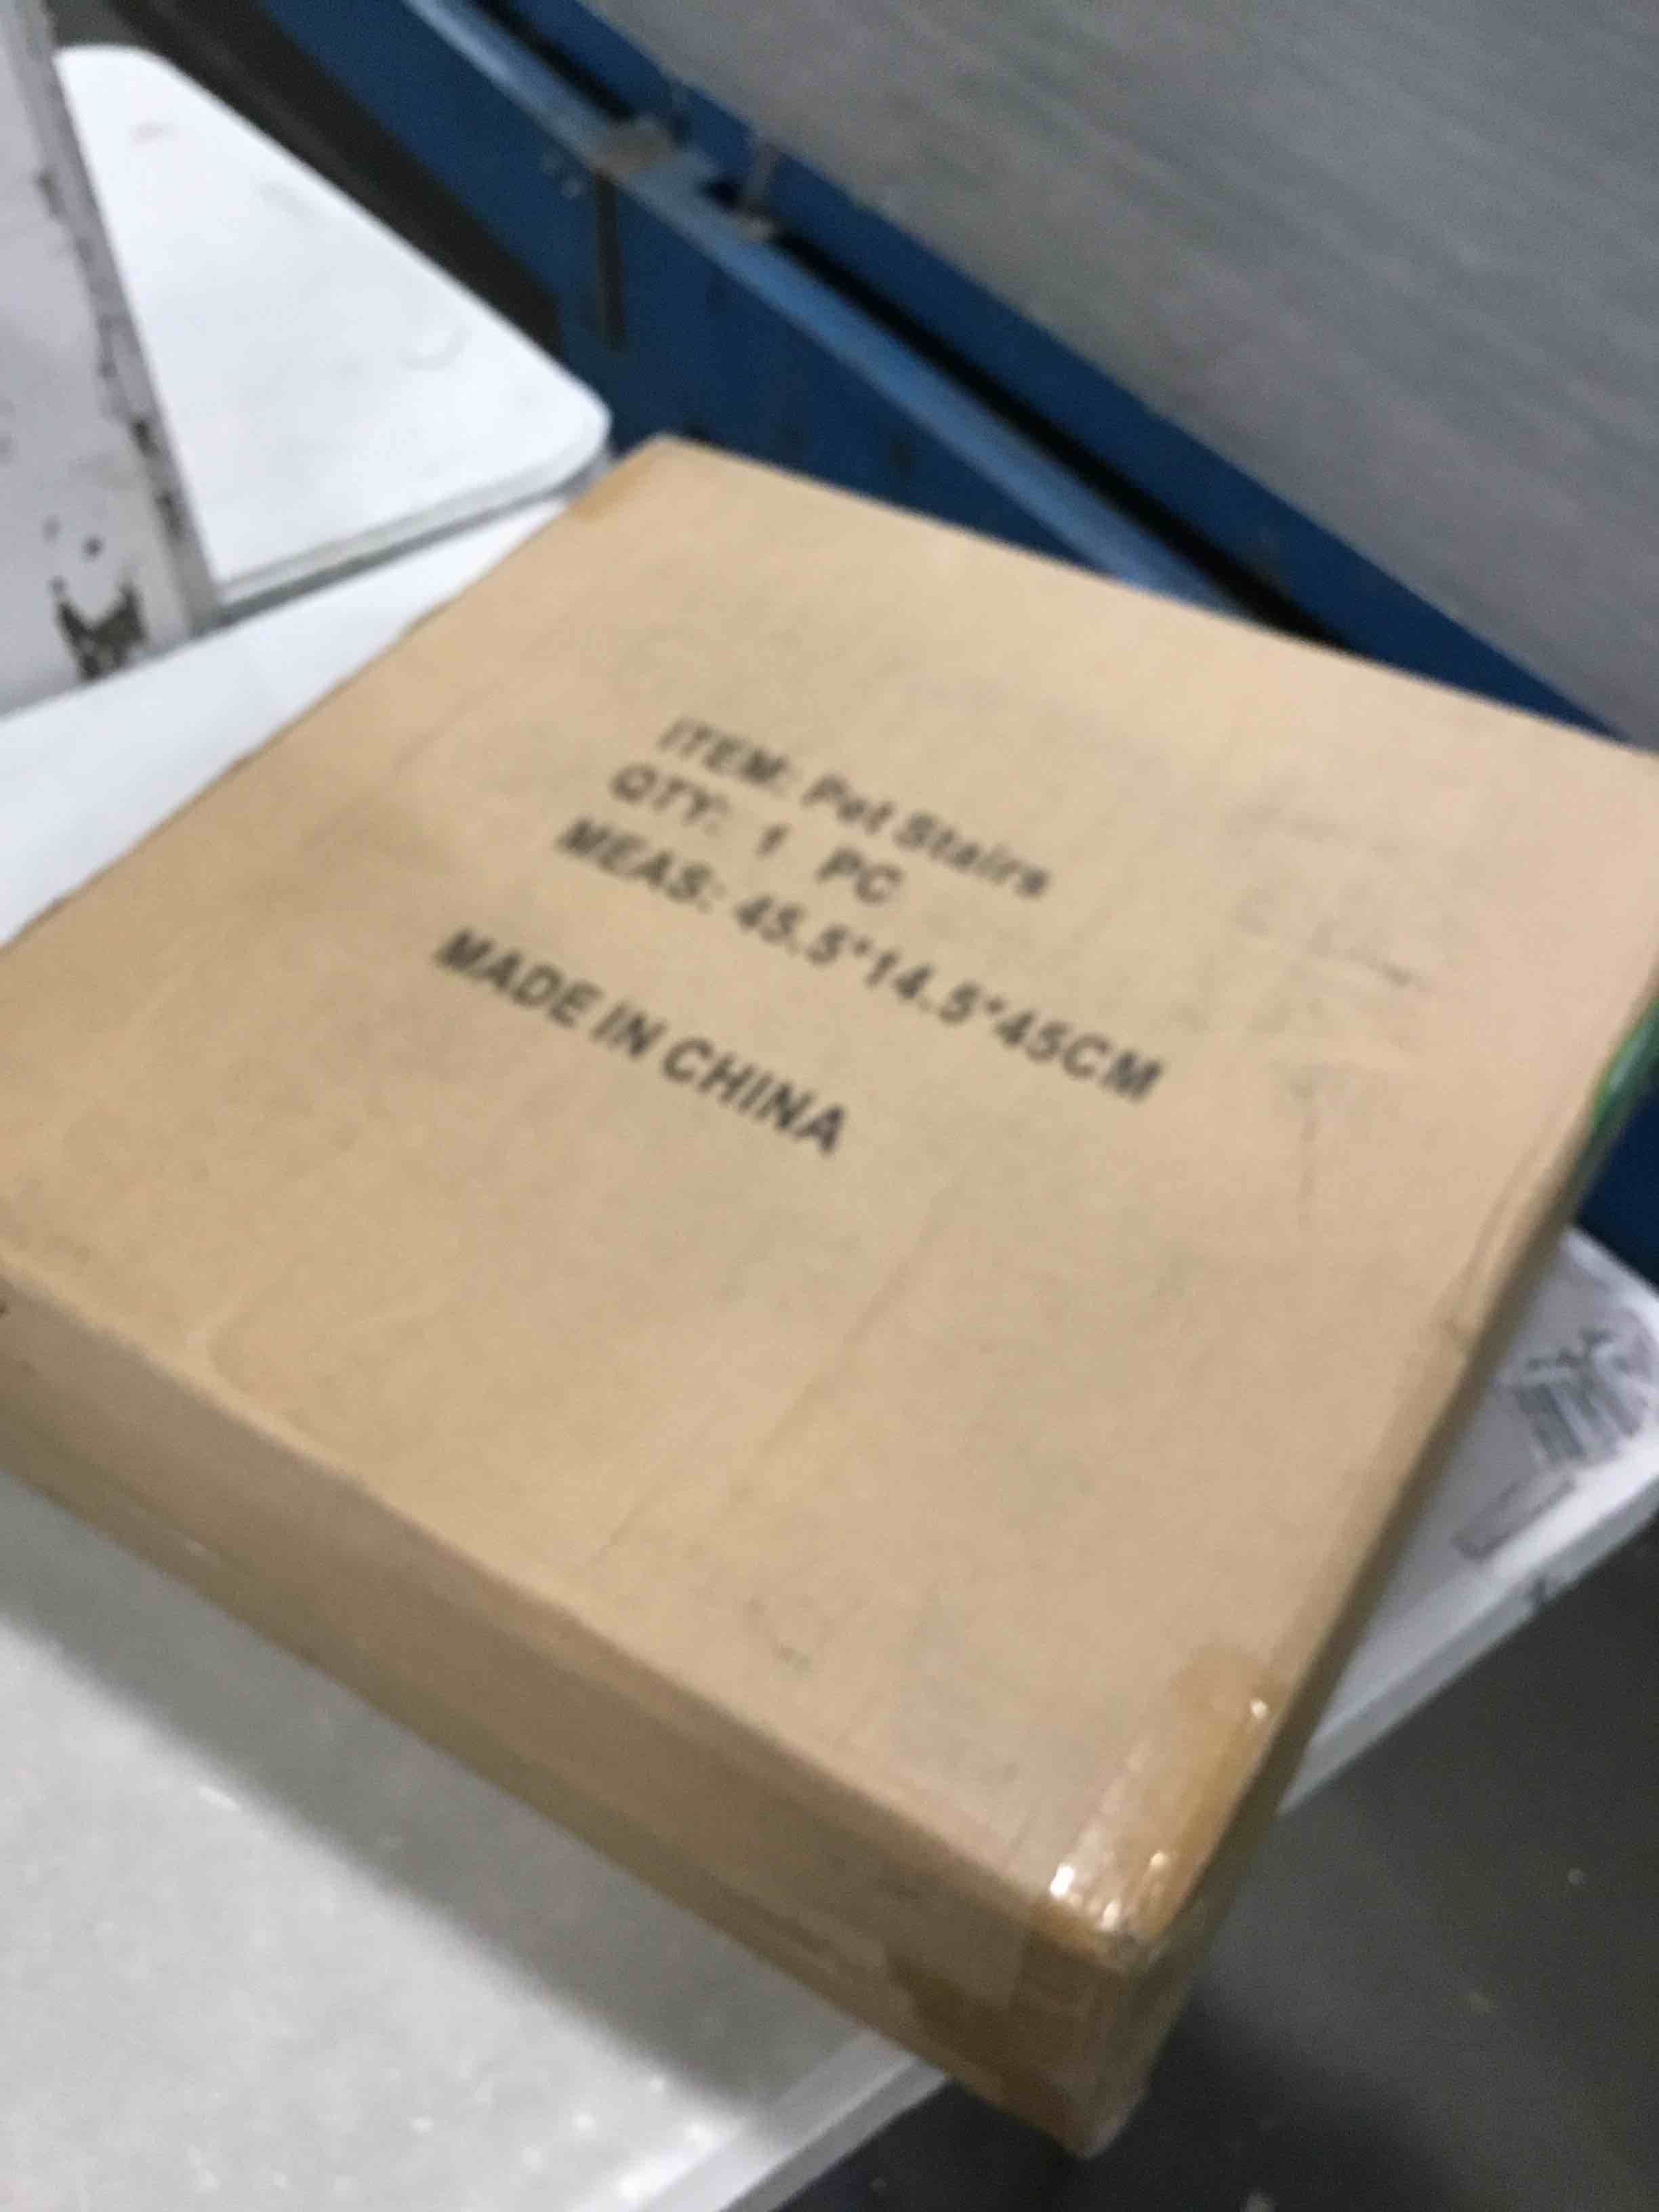 ITEM: Pet Stairs
QTY: 1 PC
MEAS: 45.5*14.5*45CM
MADE IN CHINA